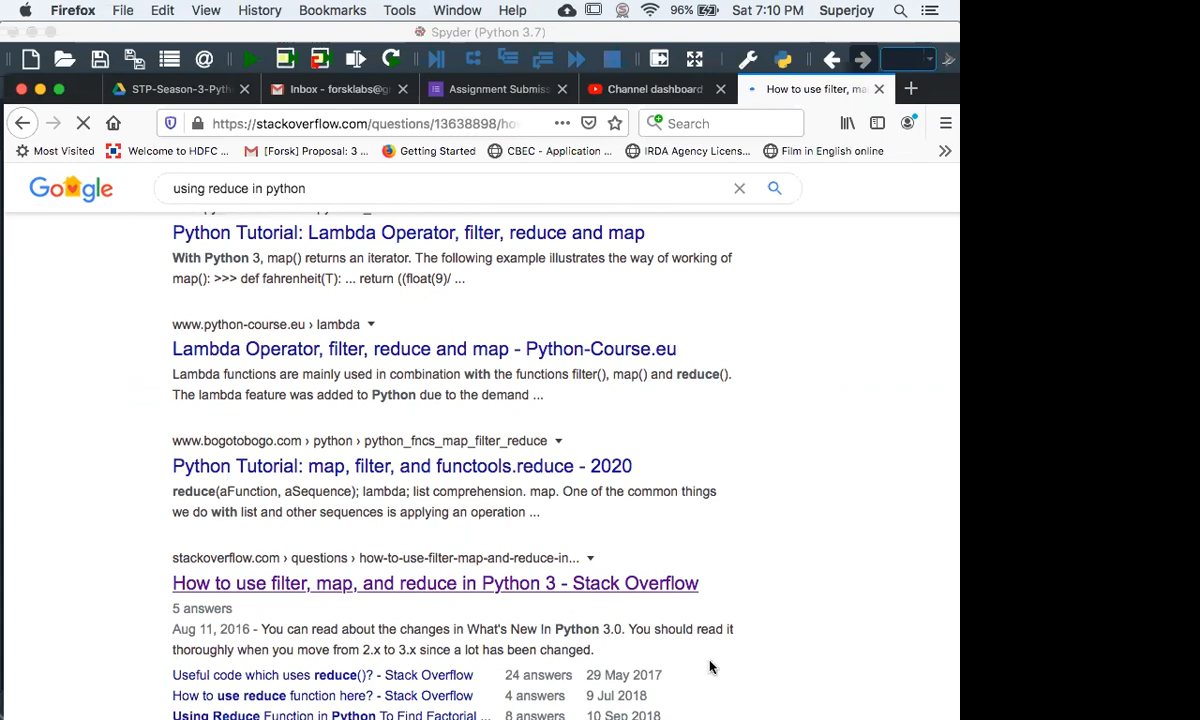 Firefox File Edit View History Bookmarks Tools Window Help 96% Sat 7:10 PM Superjoy
Spyder (Python 3.7)
STP-Season-3-Pyth Inbox - forsklabs@g Assignment Submis Channel dashboard How to use filter, ma
https://stackoverflow.com/questions/13638898/ho Search
Most Visited Welcome to HDFC ... [Forsk] Proposal: 3 ... Getting Started CBEC - Application ... IRDA Agency Licens... Film in English online
Google using reduce in python
Python Tutorial: Lambda Operator, filter, reduce and map
With Python 3, map() returns an iterator. The following example illustrates the way of working of
map(): >>> def fahrenheit(T): ... return ((float(9)/ ...
www.python-course.eu › lambda
Lambda Operator, filter, reduce and map - Python-Course.eu
Lambda functions are mainly used in combination with the functions filter(), map() and reduce().
The lambda feature was added to Python due to the demand ...
www.bogotobogo.com › python › python_fncs_map_filter_reduce
Python Tutorial: map, filter, and functools.reduce - 2020
reduce(aFunction, aSequence); lambda; list comprehension. map. One of the common things
we do with list and other sequences is applying an operation ...
stackoverflow.com › questions › how-to-use-filter-map-and-reduce-in...
How to use filter, map, and reduce in Python 3 - Stack Overflow
5 answers
Aug 11, 2016 - You can read about the changes in What's New In Python 3.0. You should read it
thoroughly when you move from 2.x to 3.x since a lot has been changed.
Useful code which uses reduce()? - Stack Overflow 24 answers 29 May 2017
How to use reduce function here? - Stack Overflow 4 answers 9 Jul 2018
Using Reduce Function in Python To Find Factorial ... 8 answers 10 Sep 2018